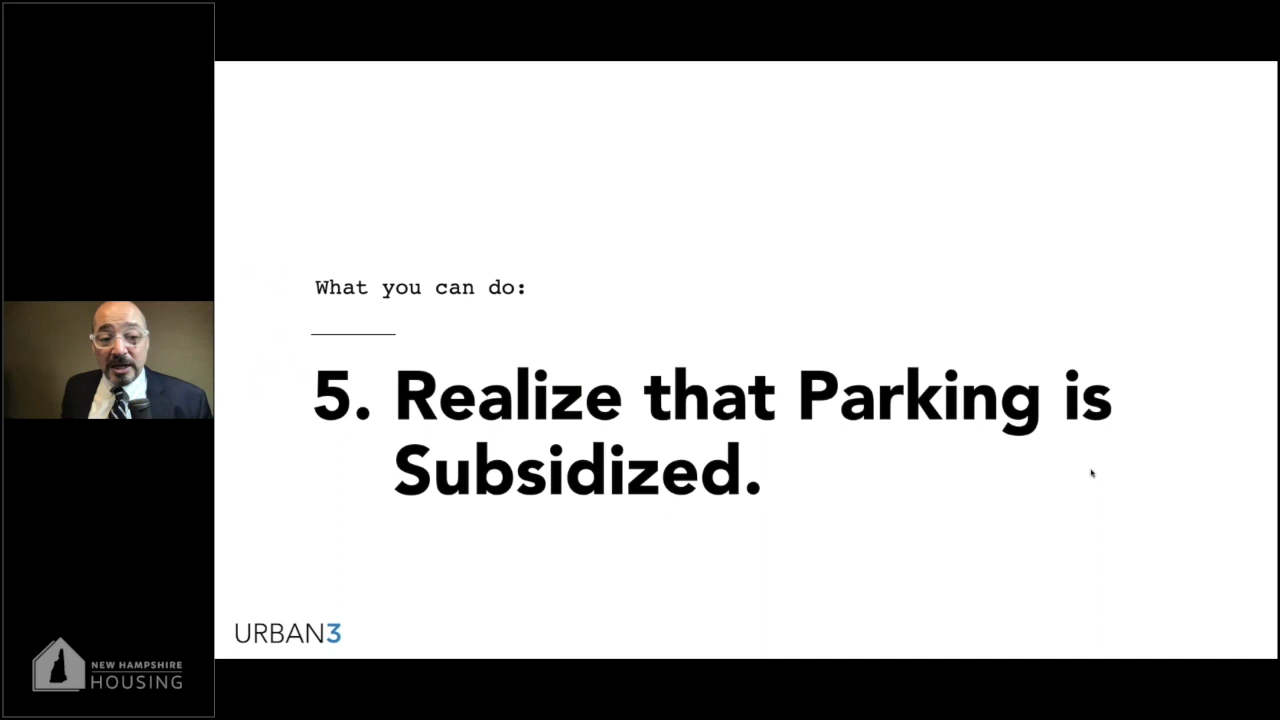 What you can do:
5. Realize that Parking is
Subsidized.
URBAN3
NEW HAMPSHIRE
HOUSING